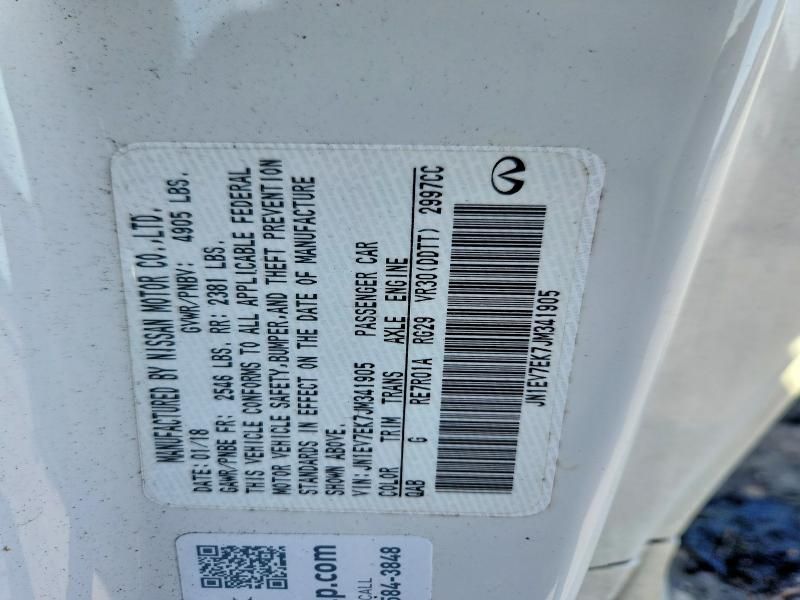 MANUFACTURED BY NISSAN MOTOR CO.,LTD.
DATE: 01/18 GVWR/PNBV: 4905 LBS.
GAWR/PNBE FR: 2546 LBS. RR: 2381 LBS.
THIS VEHICLE CONFORMS TO ALL APPLICABLE FEDERAL
MOTOR VEHICLE SAFETY,BUMPER,AND THEFT PREVENTION
STANDARDS IN EFFECT ON THE DATE OF MANUFACTURE
SHOWN ABOVE.
VIN:JN1EV7EK7JM341905 PASSENGER CAR
COLOR TRIM TRANS AXLE ENGINE
QAB G RE7R01A RG29 VR30(DDTT) 2997CC
JN1EV7EK7JM341905
p.com
CALL
584-3848